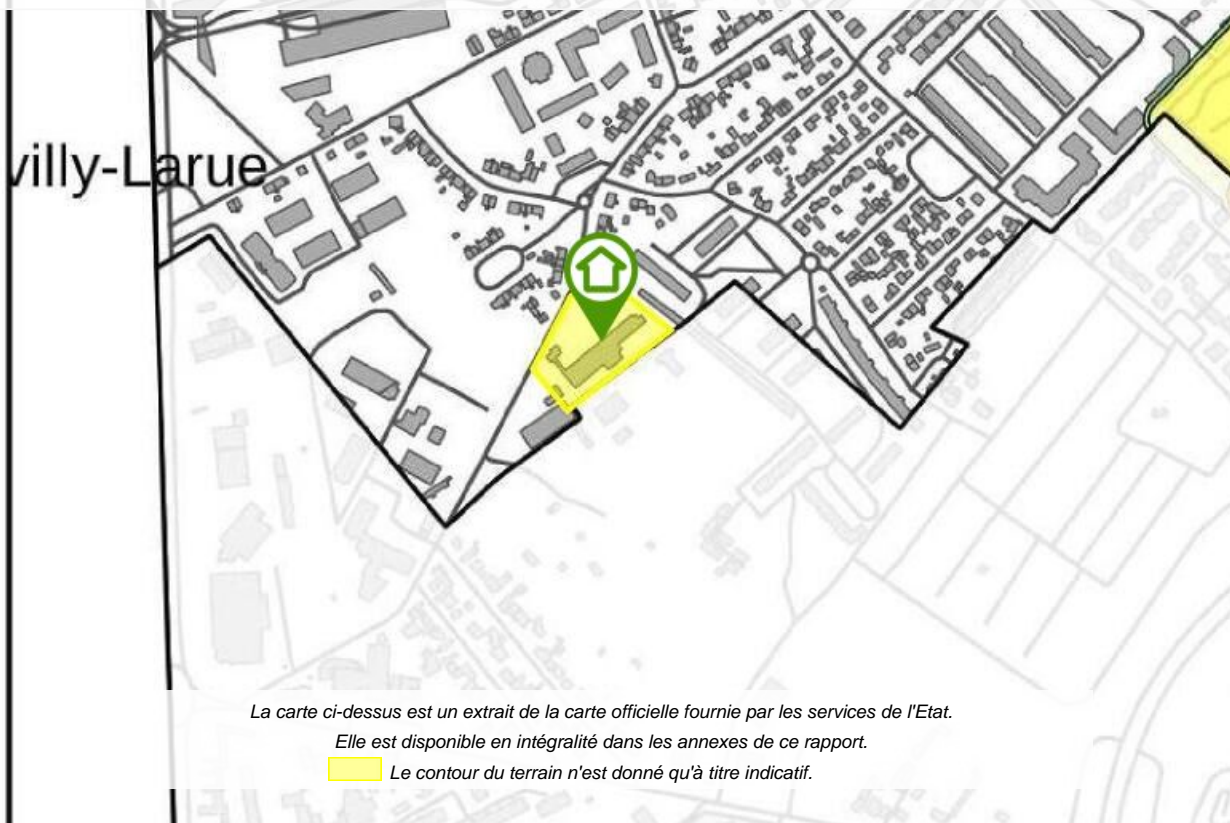 villy-Larue
La carte ci-dessus est un extrait de la carte officielle fournie par les services de l'Etat.
Elle est disponible en intégralité dans les annexes de ce rapport.
Le contour du terrain n'est donné qu'à titre indicatif.